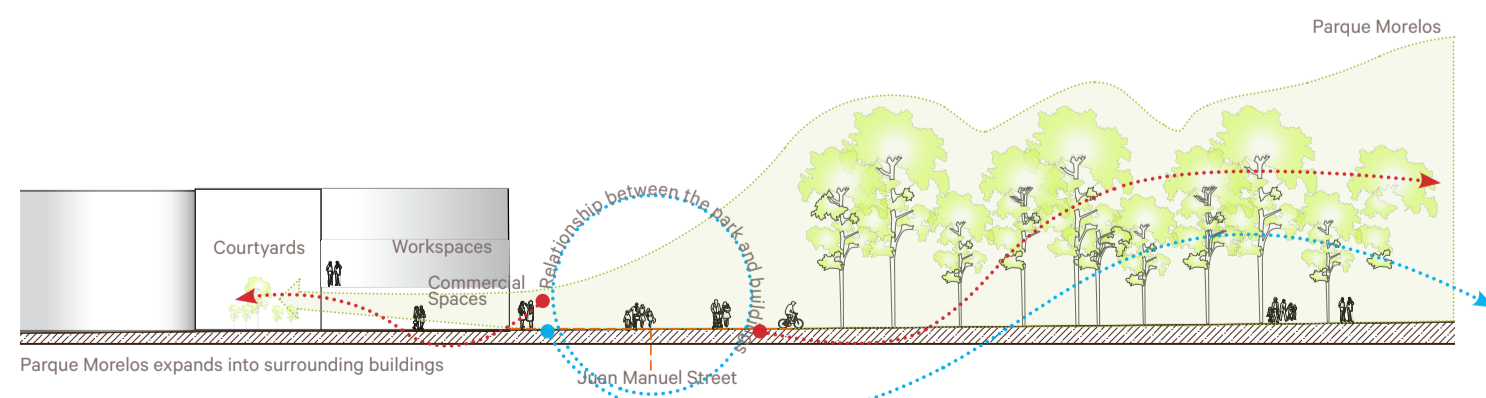 Parque Morelos
Relationship between the park and buildings
Courtyards
Workspaces
Commercial
Spaces
Parque Morelos expands into surrounding buildings
Juan Manuel Street